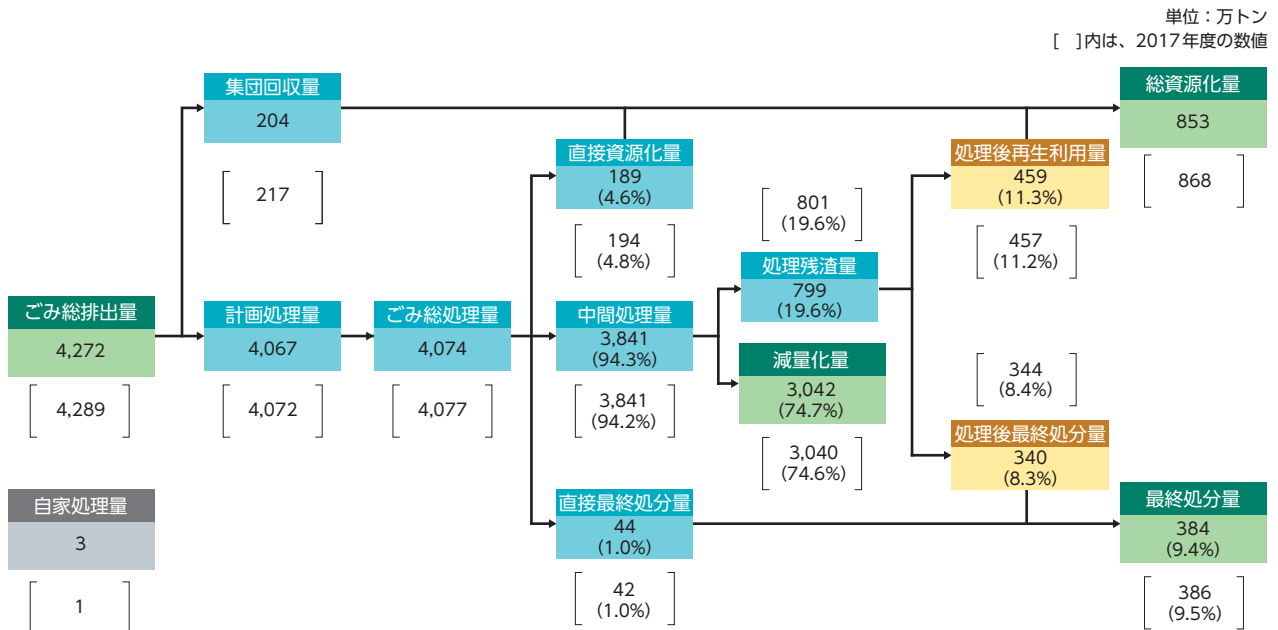 単位：万トン
[　]内は、2017年度の数値
集団回収量
204
217
総資源化量
853
868
直接資源化量
189
(4.6%)
194
(4.8%)
処理後再生利用量
459
(11.3%)
457
(11.2%)
801
(19.6%)
処理残渣量
799
(19.6%)
ごみ総排出量
4,272
4,289
計画処理量
4,067
4,072
ごみ総処理量
4,074
4,077
中間処理量
3,841
(94.3%)
3,841
(94.2%)
減量化量
3,042
(74.7%)
3,040
(74.6%)
344
(8.4%)
処理後最終処分量
340
(8.3%)
自家処理量
3
1
直接最終処分量
44
(1.0%)
42
(1.0%)
最終処分量
384
(9.4%)
386
(9.5%)